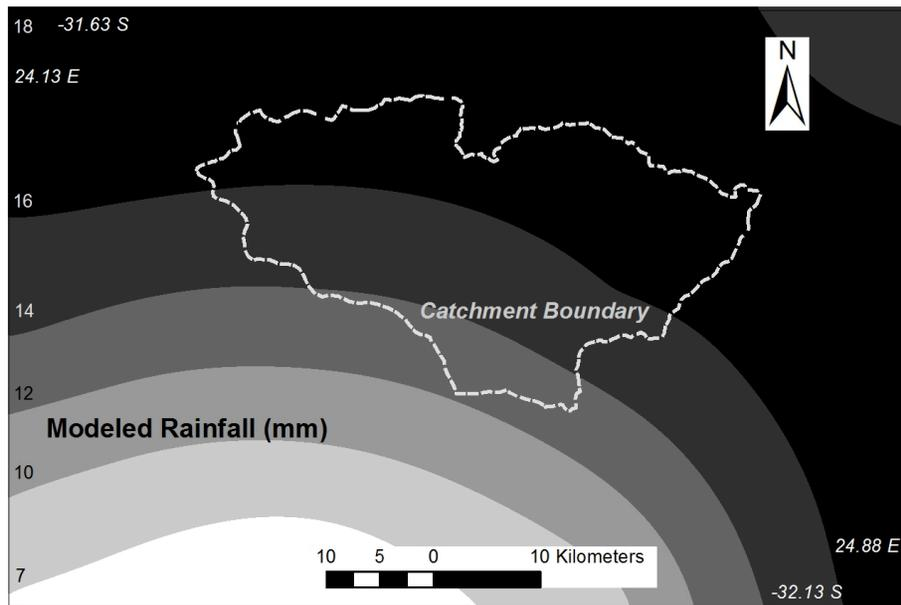 18 -31.63 S
24.13 E
N
16
14
Catchment Boundary
12
Modeled Rainfall (mm)
10
7
10 5 0 10 Kilometers
24.88 E
-32.13 S